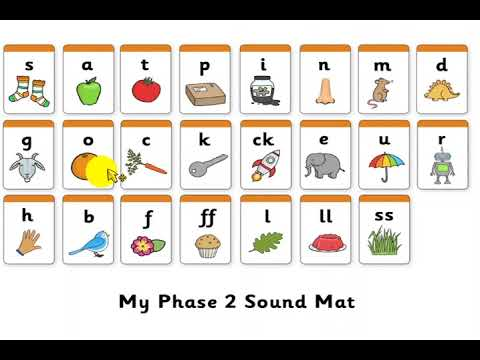 s a t p i n m d
g o c k ck e u r
h b f ff l ll ss
My Phase 2 Sound Mat